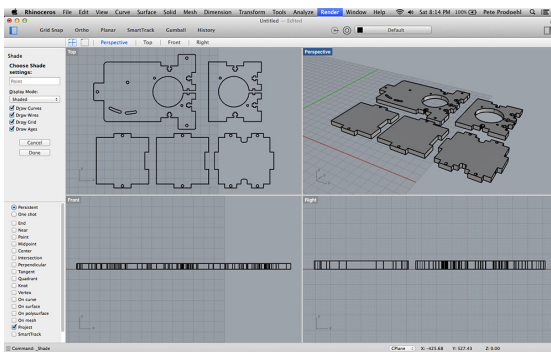 Rhinoceros File Edit View Curve Surface Solid Mesh Dimension Transform Tools Analyze Render Window Help Sat 8:14 PM 100% Pete Prodoehl
Untitled — Edited
Grid Snap Ortho Planar SmartTrack Gumball History Default
Perspective Top Front Right
Shade
Choose Shade settings:
Point
Display Mode:
Shaded
Draw Curves
Draw Wires
Draw Grid
Draw Axes
Cancel
Done
Top
Perspective
Front
Right
Persistent
One shot
End
Near
Point
Midpoint
Center
Intersection
Perpendicular
Tangent
Quadrant
Knot
Vertex
On curve
On surface
On polysurface
On mesh
Project
SmartTrack
Command: _Shade
CPlane X: -425.68 Y: 527.43 Z: 0.00